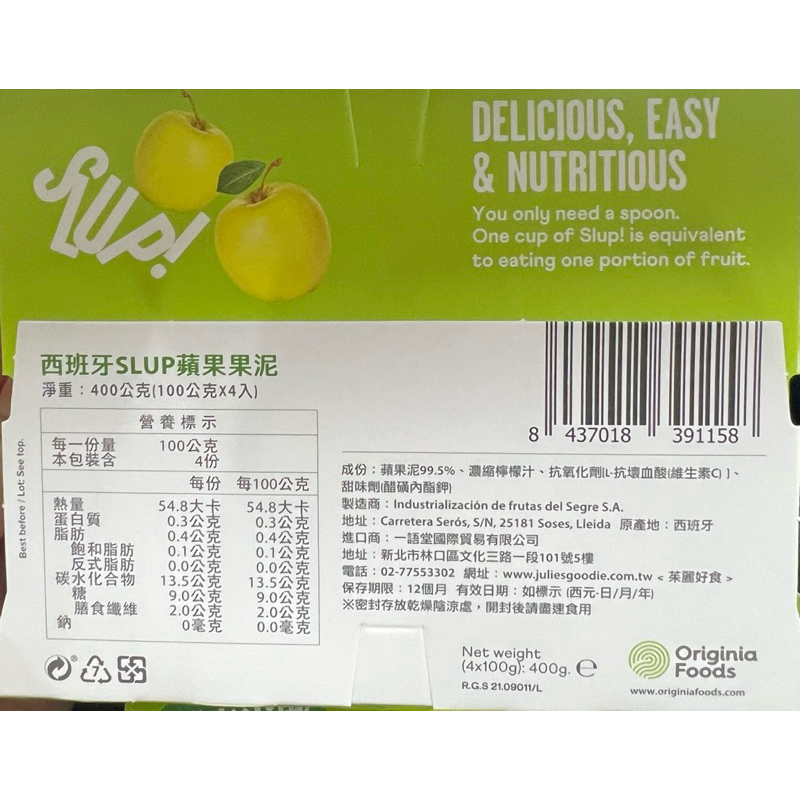 SLUP!
DELICIOUS, EASY
& NUTRITIOUS
You only need a spoon.
One cup of Slup! is equivalent
to eating one portion of fruit.
西班牙SLUP蘋果果泥
淨重：400公克(100公克X4入)
營養標示
每一份量 100公克
本包裝含 4份
每份 每100公克
熱量 54.8大卡 54.8大卡
蛋白質 0.3公克 0.3公克
脂肪 0.4公克 0.4公克
飽和脂肪 0.1公克 0.1公克
反式脂肪 0.0公克 0.0公克
碳水化合物 13.5公克 13.5公克
糖 9.0公克 9.0公克
膳食纖維 2.0公克 2.0公克
鈉 0毫克 0.0毫克
Best before / Lot: See top.
8 437018 391158
成份：蘋果泥99.5%、濃縮檸檬汁、抗氧化劑(L-抗壞血酸(維生素C))、
甜味劑(醋磺內酯鉀)
製造商：Industrialización de frutas del Segre S.A.
地址：Carretera Serós, S/N, 25181 Soses, Lleida 原產地：西班牙
進口商：一語堂國際貿易有限公司
地址：新北市林口區文化三路一段101號5樓
電話：02-77553302 網址：www.juliesgoodie.com.tw < 茱麗好食 >
保存期限：12個月 有效日期：如標示 (西元-日/月/年)
※密封存放乾燥陰涼處，開封後請盡速食用
7
Net weight
(4x100g): 400g. e
R.G.S 21.09011/L
Originia
Foods
www.originiafoods.com